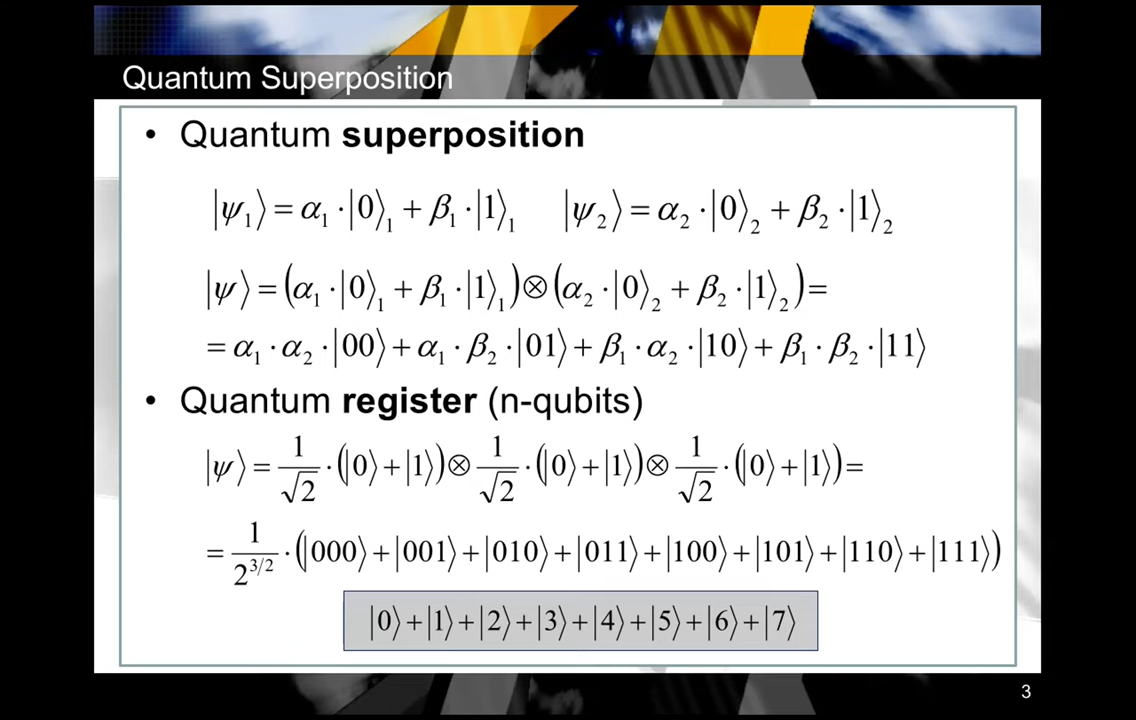 Quantum Superposition
• Quantum superposition
|ψ₁⟩ = α₁ · |0⟩₁ + β₁ · |1⟩₁   |ψ₂⟩ = α₂ · |0⟩₂ + β₂ · |1⟩₂
|ψ⟩ = (α₁ · |0⟩₁ + β₁ · |1⟩₁) ⊗ (α₂ · |0⟩₂ + β₂ · |1⟩₂) =
= α₁ · α₂ · |00⟩ + α₁ · β₂ · |01⟩ + β₁ · α₂ · |10⟩ + β₁ · β₂ · |11⟩
• Quantum register (n-qubits)
|ψ⟩ = 1/√2 · (|0⟩ + |1⟩) ⊗ 1/√2 · (|0⟩ + |1⟩) ⊗ 1/√2 · (|0⟩ + |1⟩) =
= 1/2^(3/2) · (|000⟩ + |001⟩ + |010⟩ + |011⟩ + |100⟩ + |101⟩ + |110⟩ + |111⟩)
|0⟩ + |1⟩ + |2⟩ + |3⟩ + |4⟩ + |5⟩ + |6⟩ + |7⟩
3